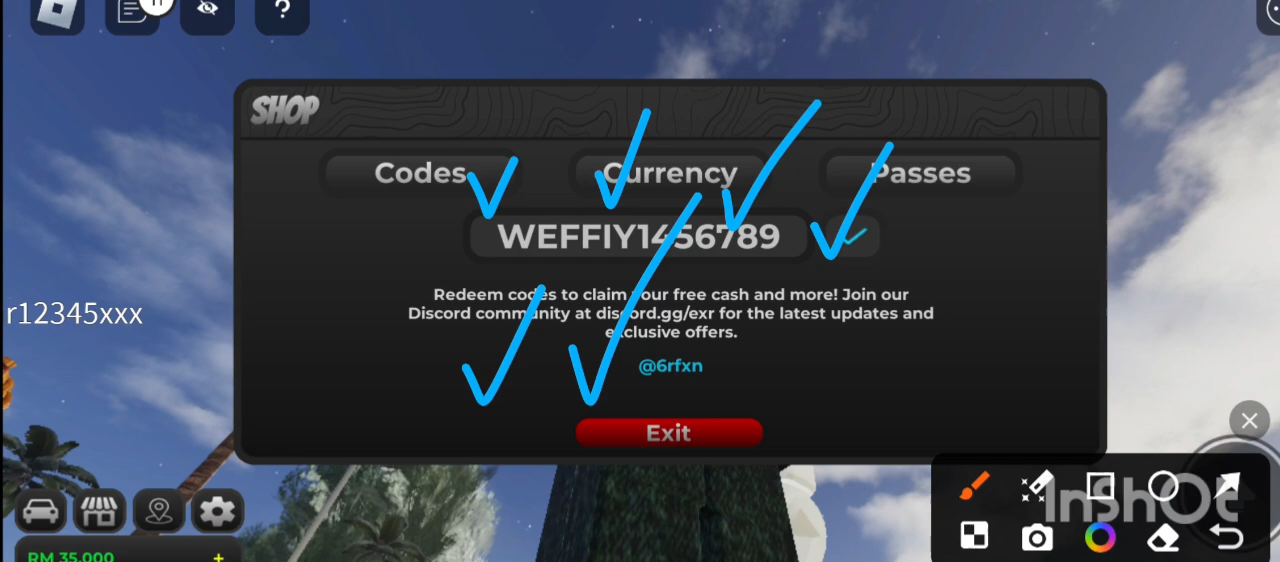 SHOP
Codes Currency Passes
WEFFIY1456789
Redeem codes to claim your free cash and more! Join our
Discord community at discord.gg/exr for the latest updates and
exclusive offers.
r12345xxx
@6rfxn
Exit
InShOt
RM 35,000 +